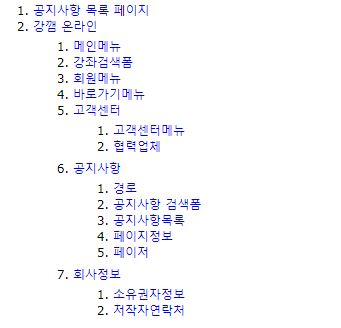 1. 공지사항 목록 페이지
2. 강깸 온라인
1. 메인메뉴
2. 강좌검색폼
3. 회원메뉴
4. 바로가기메뉴
5. 고객센터
1. 고객센터메뉴
2. 협력업체
6. 공지사항
1. 경로
2. 공지사항 검색폼
3. 공지사항목록
4. 페이지정보
5. 페이저
7. 회사정보
1. 소유권자정보
2. 저작자연락처